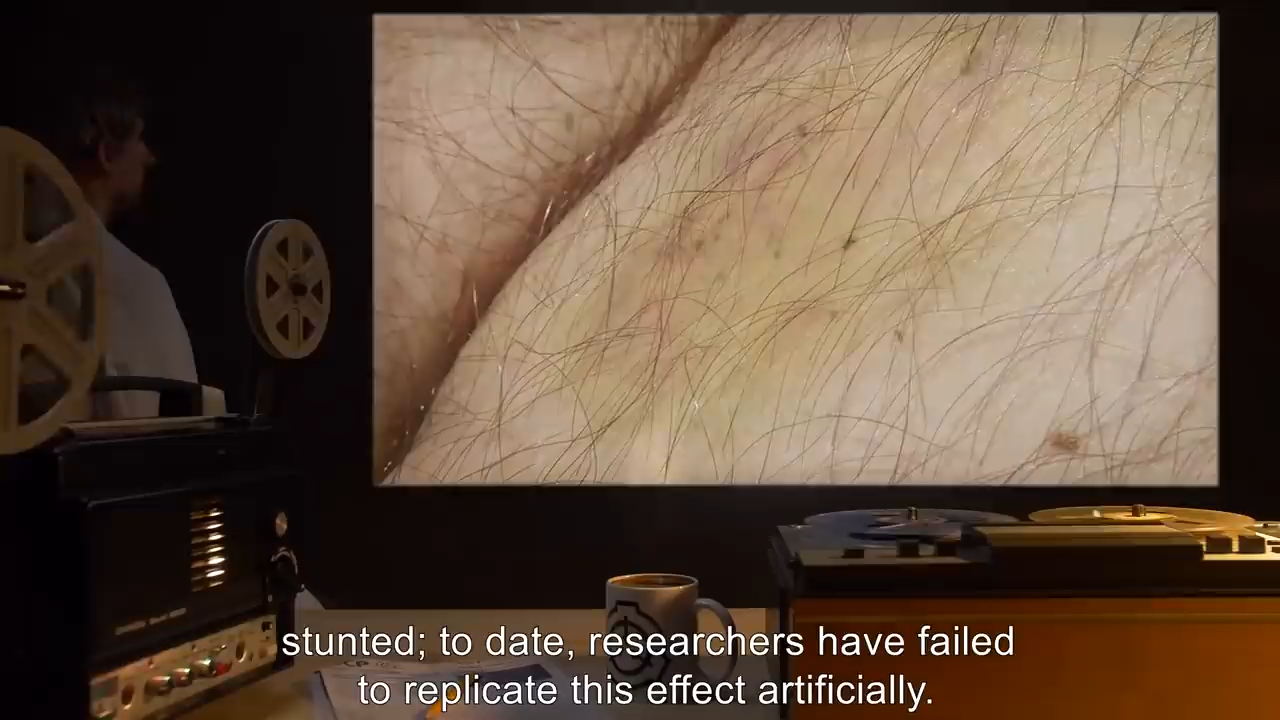 stunted; to date, researchers have failed
to replicate this effect artificially.